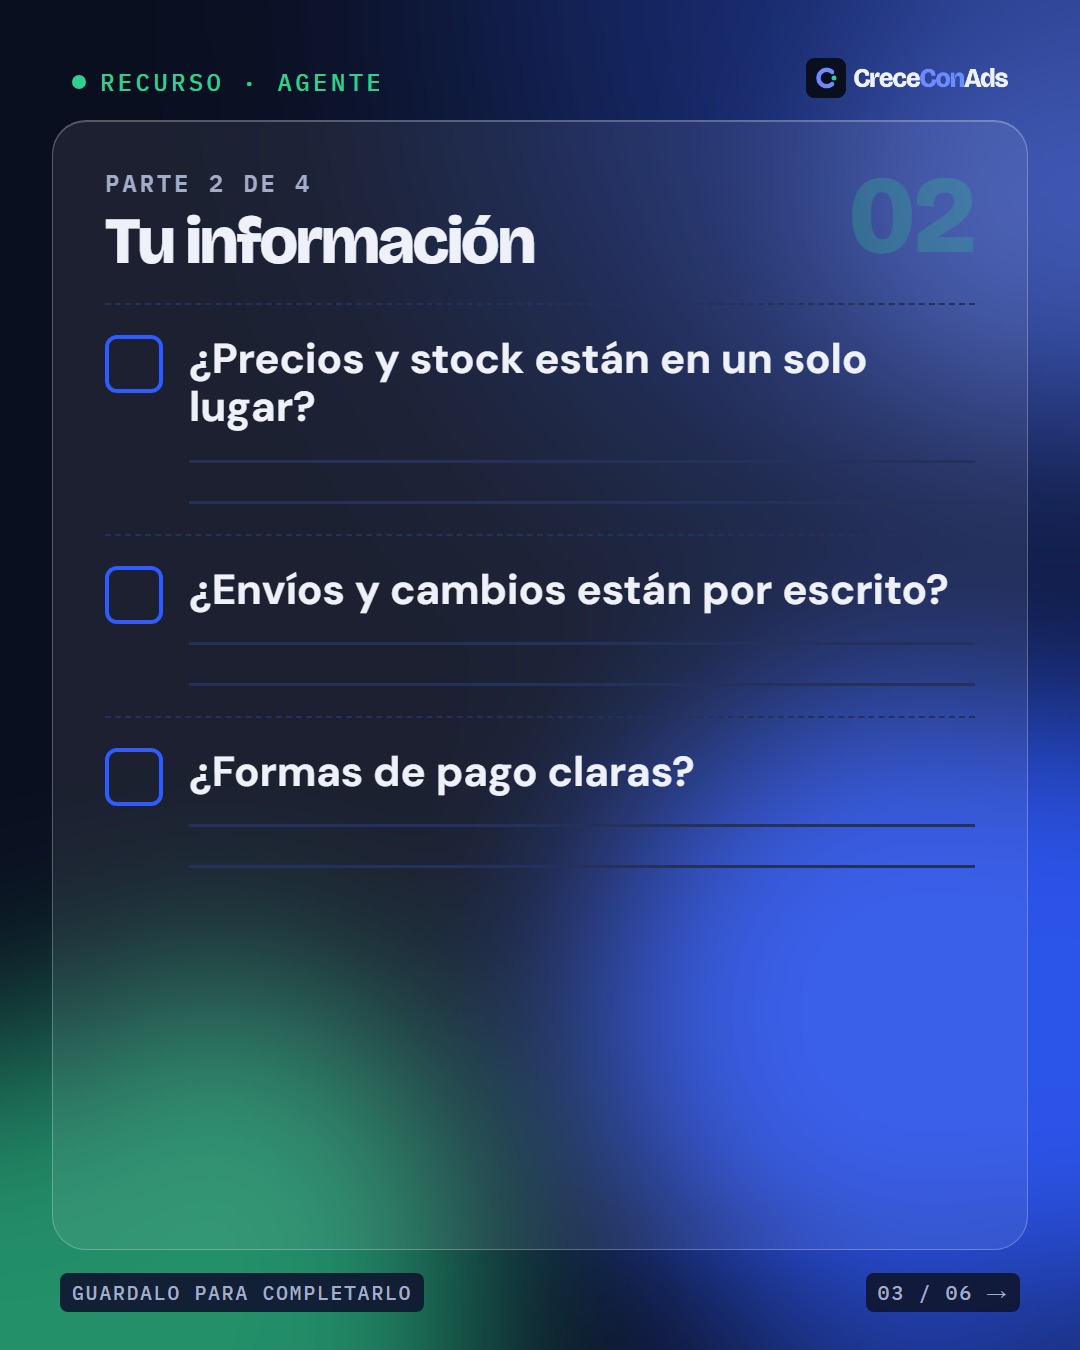 RECURSO · AGENTE
CreceConAds
PARTE 2 DE 4
Tu información
02
¿Precios y stock están en un solo
lugar?
¿Envíos y cambios están por escrito?
¿Formas de pago claras?
GUARDALO PARA COMPLETARLO
03 / 06 →